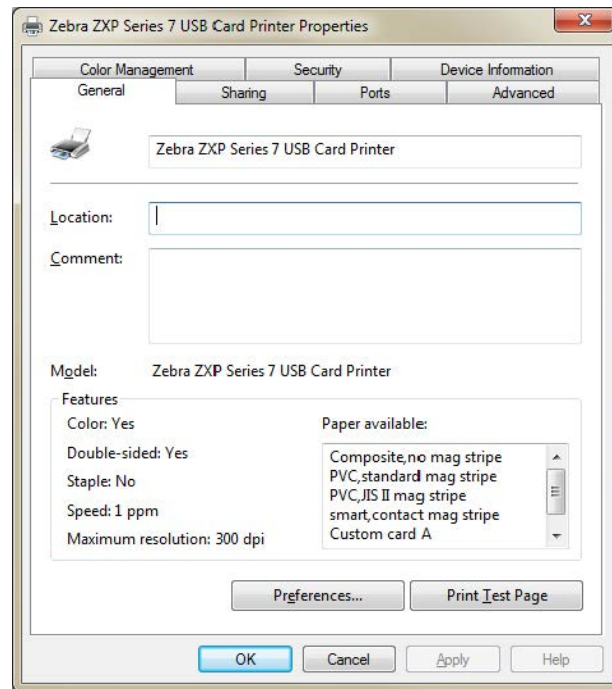 Zebra ZXP Series 7 USB Card Printer Properties
Color Management Security Device Information
General Sharing Ports Advanced
Zebra ZXP Series 7 USB Card Printer
Location:
Comment:
Model: Zebra ZXP Series 7 USB Card Printer
Features
Color: Yes
Double-sided: Yes
Staple: No
Speed: 1 ppm
Maximum resolution: 300 dpi
Paper available:
Composite,no mag stripe
PVC,standard mag stripe
PVC,JIS II mag stripe
smart,contact mag stripe
Custom card A
Preferences... Print Test Page
OK Cancel Apply Help